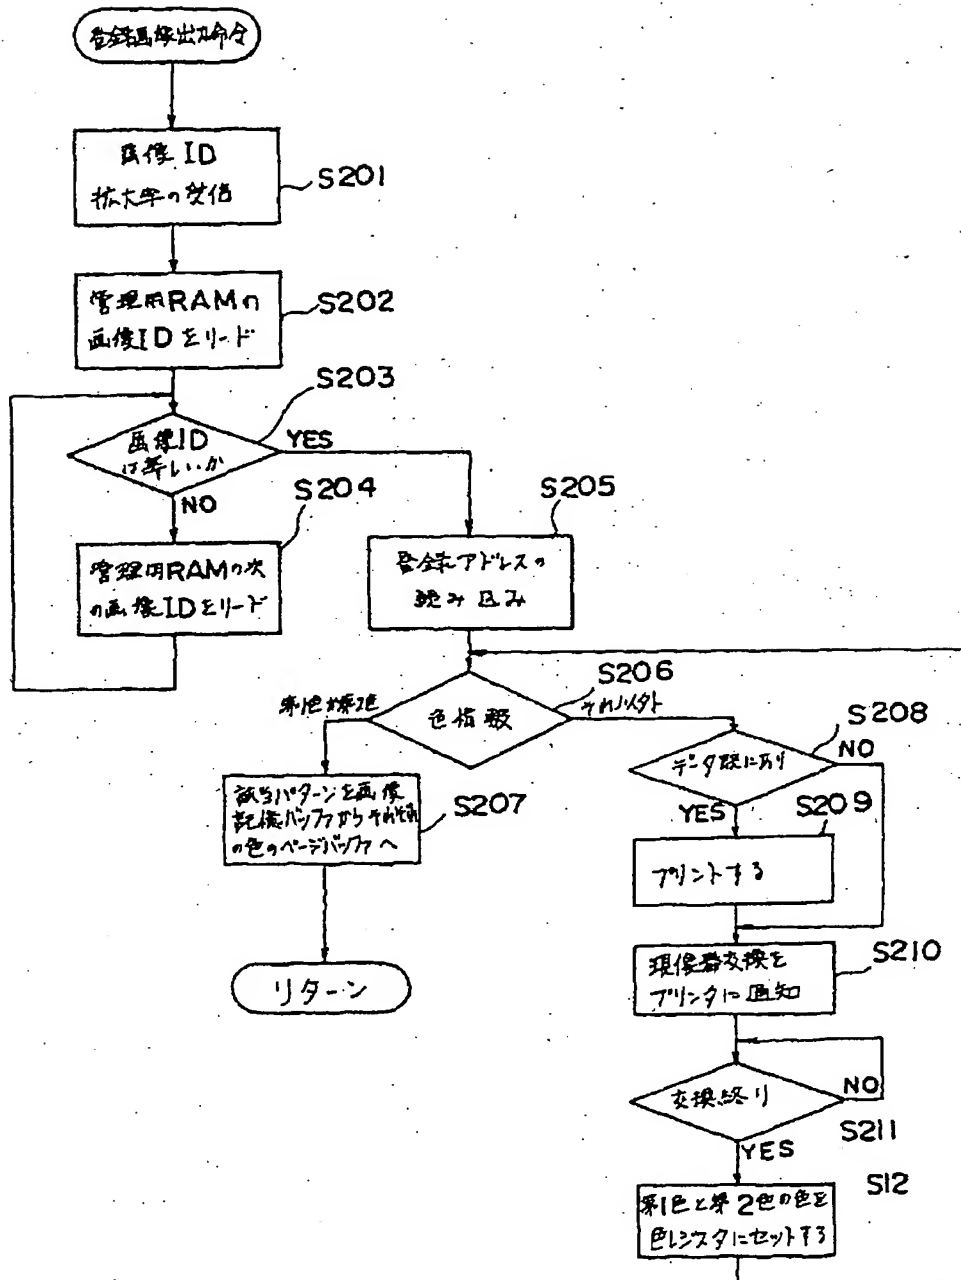 登録画像出力命令
画像ID
拡大率の受信
S201
管理用RAMの
画像IDをリード
S202
S203
画像ID
は等しいか
YES
NO
S204
管理用RAMの次
の画像IDをリード
S205
登録アドレスの
読み込み
S206
色情報
第1色か第2色
それ以外
S207
該当パターンを画像
記憶バッファからそれぞれ
の色のページバッファへ
リターン
S208
データ既にあり
NO
YES
S209
プリントする
S210
現像器交換を
プリンタに通知
交換終り
NO
S211
YES
S12
第1色と第2色の色を
色レジスタにセットする